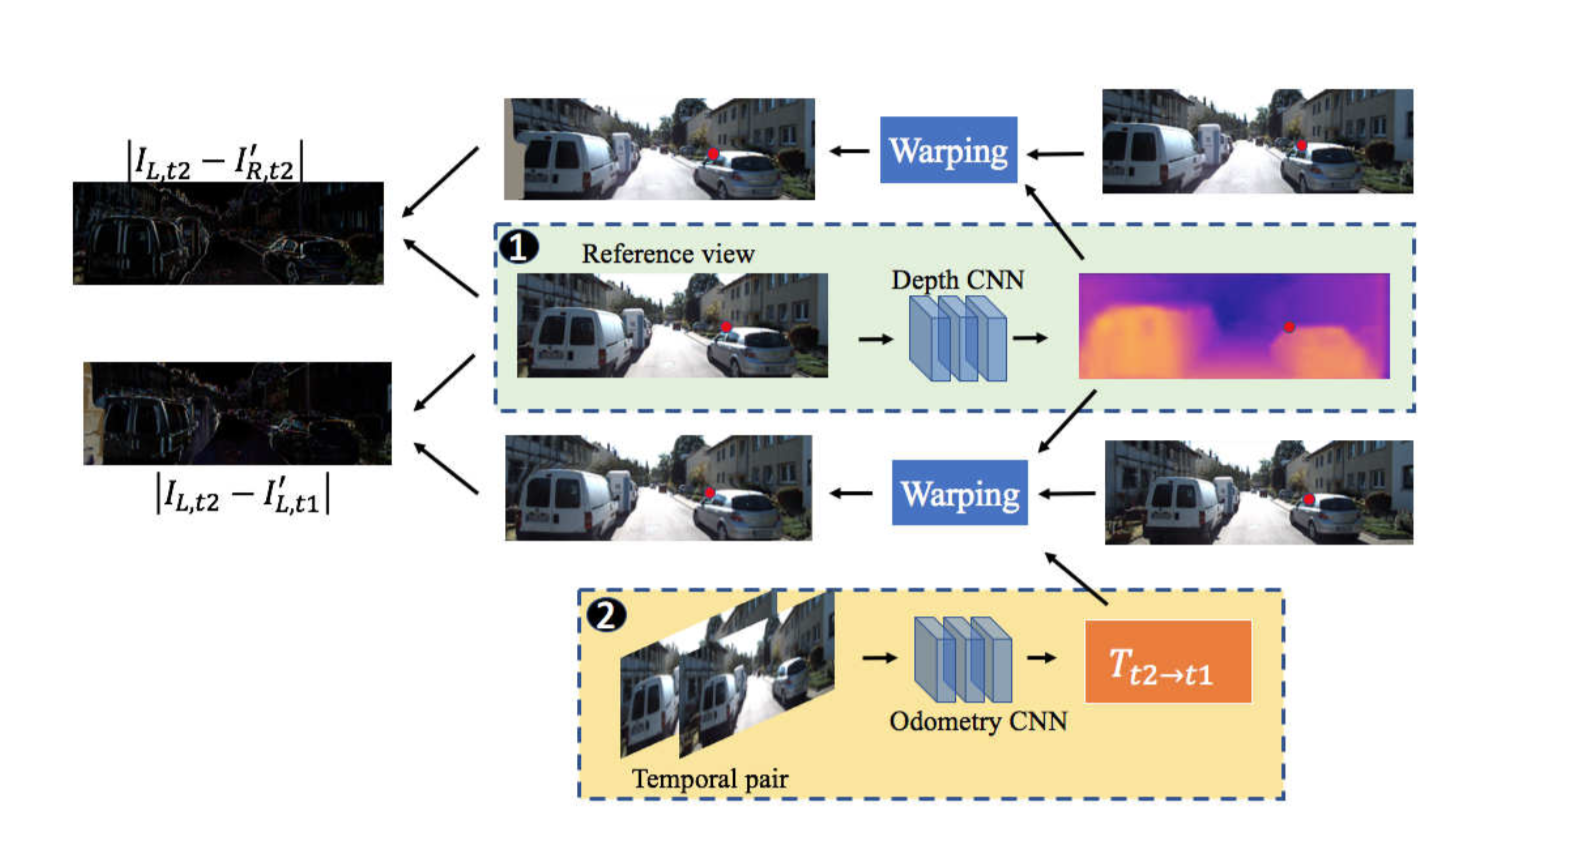 |I_{L,t2} − I'_{R,t2}|
Warping
1
Reference view
Depth CNN
|I_{L,t2} − I'_{L,t1}|
Warping
2
T_{t2→t1}
Odometry CNN
Temporal pair